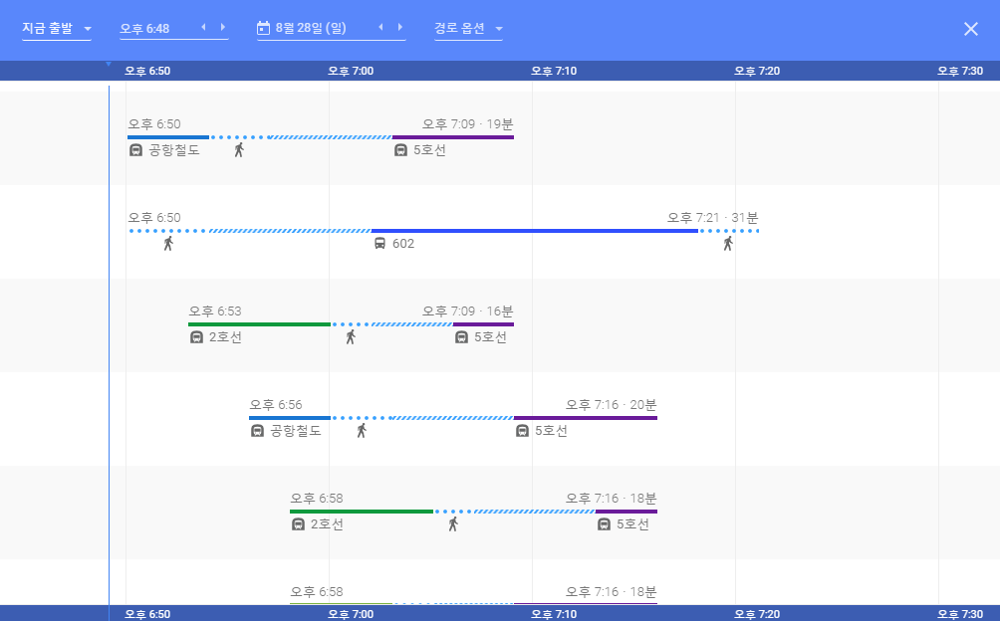 지금 출발 오후 6:48 8월 28일 (일) 경로 옵션
오후 6:50 오후 7:00 오후 7:10 오후 7:20 오후 7:30
오후 6:50 오후 7:09 · 19분
공항철도 5호선
오후 6:50 오후 7:21 · 31분
602
오후 6:53 오후 7:09 · 16분
2호선 5호선
오후 6:56 오후 7:16 · 20분
공항철도 5호선
오후 6:58 오후 7:16 · 18분
2호선 5호선
오후 6:58 오후 7:16 · 18분
오후 6:50 오후 7:00 오후 7:10 오후 7:20 오후 7:30